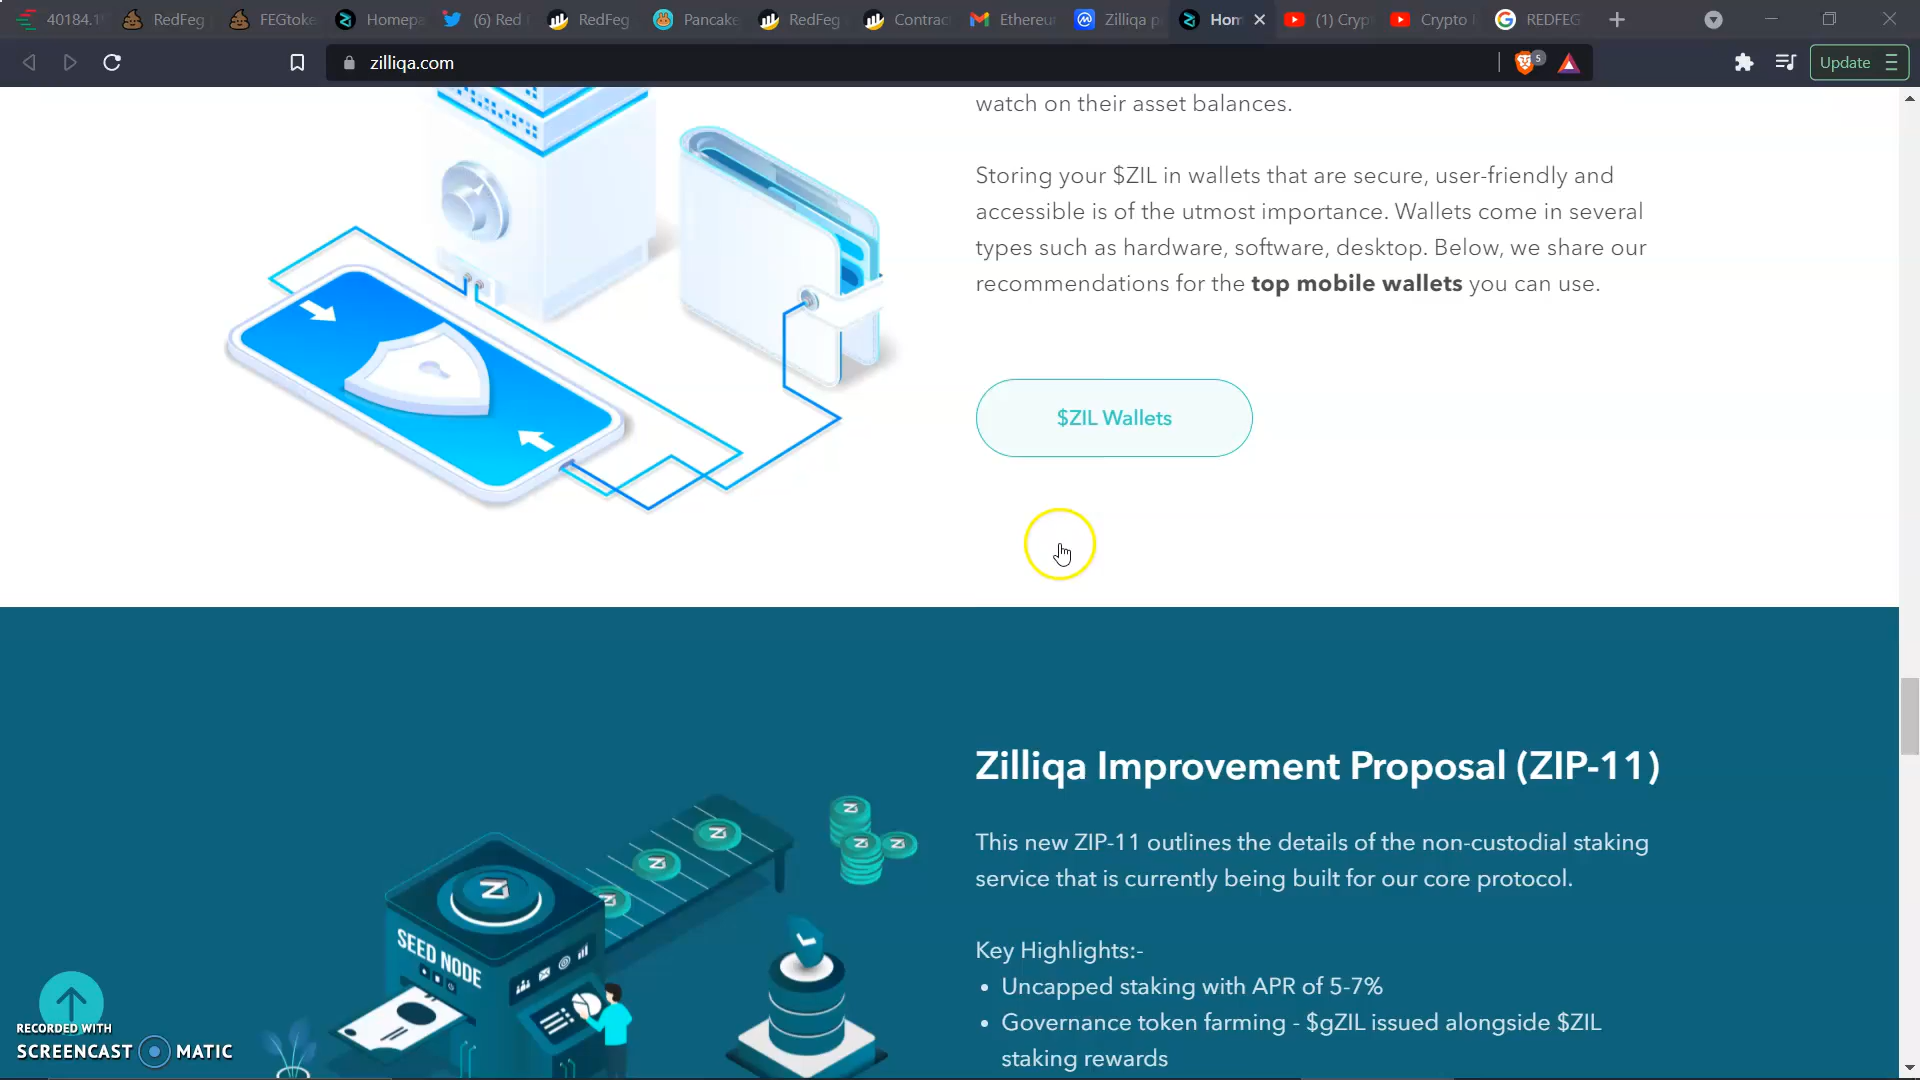 40184.1
RedFeg
FEGtoke
Homepa
(6) Red
RedFeg
Pancake
RedFeg
Contrac
Ethereu
Zilliqa p
Hom
(1) Cryp
Crypto
REDFEG
zilliqa.com
5
Update
watch on their asset balances.
Storing your $ZIL in wallets that are secure, user-friendly and
accessible is of the utmost importance. Wallets come in several
types such as hardware, software, desktop. Below, we share our
recommendations for the top mobile wallets you can use.
$ZIL Wallets
Zilliqa Improvement Proposal (ZIP-11)
This new ZIP-11 outlines the details of the non-custodial staking
service that is currently being built for our core protocol.
Key Highlights:-
• Uncapped staking with APR of 5-7%
• Governance token farming - $gZIL issued alongside $ZIL
staking rewards
SEED NODE
RECORDED WITH
SCREENCAST MATIC